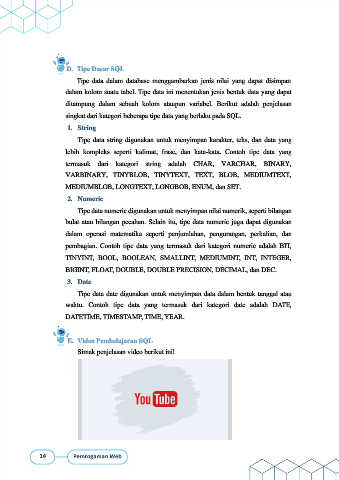 D. Tipe Dasar SQL
Tipe data dalam database menggambarkan jenis nilai yang dapat disimpan
dalam kolom suatu tabel. Tipe data ini menentukan jenis bentuk data yang dapat
ditampung dalam sebuah kolom ataupun variabel. Berikut adalah penjelasan
singkat dari kategori beberapa tipe data yang berlaku pada SQL.
1. String
Tipe data string digunakan untuk menyimpan karakter, teks, dan data yang
lebih kompleks seperti kalimat, frase, dan kata-kata. Contoh tipe data yang
termasuk dari kategori string adalah CHAR, VARCHAR, BINARY,
VARBINARY, TINYBLOB, TINYTEXT, TEXT, BLOB, MEDIUMTEXT,
MEDIUMBLOB, LONGTEXT, LONGBOB, ENUM, dan SET.
2. Numeric
Tipe data numeric digunakan untuk menyimpan nilai numerik, seperti bilangan
bulat atau bilangan pecahan. Selain itu, tipe data numeric juga dapat digunakan
dalam operasi matematika seperti penjumlahan, pengurangan, perkalian, dan
pembagian. Contoh tipe data yang termasuk dari kategori numeric adalah BIT,
TINYINT, BOOL, BOOLEAN, SMALLINT, MEDIUMINT, INT, INTEGER,
BIGINT, FLOAT, DOUBLE, DOUBLE PRECISION, DECIMAL, dan DEC.
3. Date
Tipe data date digunakan untuk menyimpan data dalam bentuk tanggal atau
waktu. Contoh tipe data yang termasuk dari kategori date adalah DATE,
DATETIME, TIMESTAMP, TIME, YEAR.
E. Video Pembelajaran SQL
Simak penjelasan video berikut ini!
YouTube
14 Pemrogaman Web